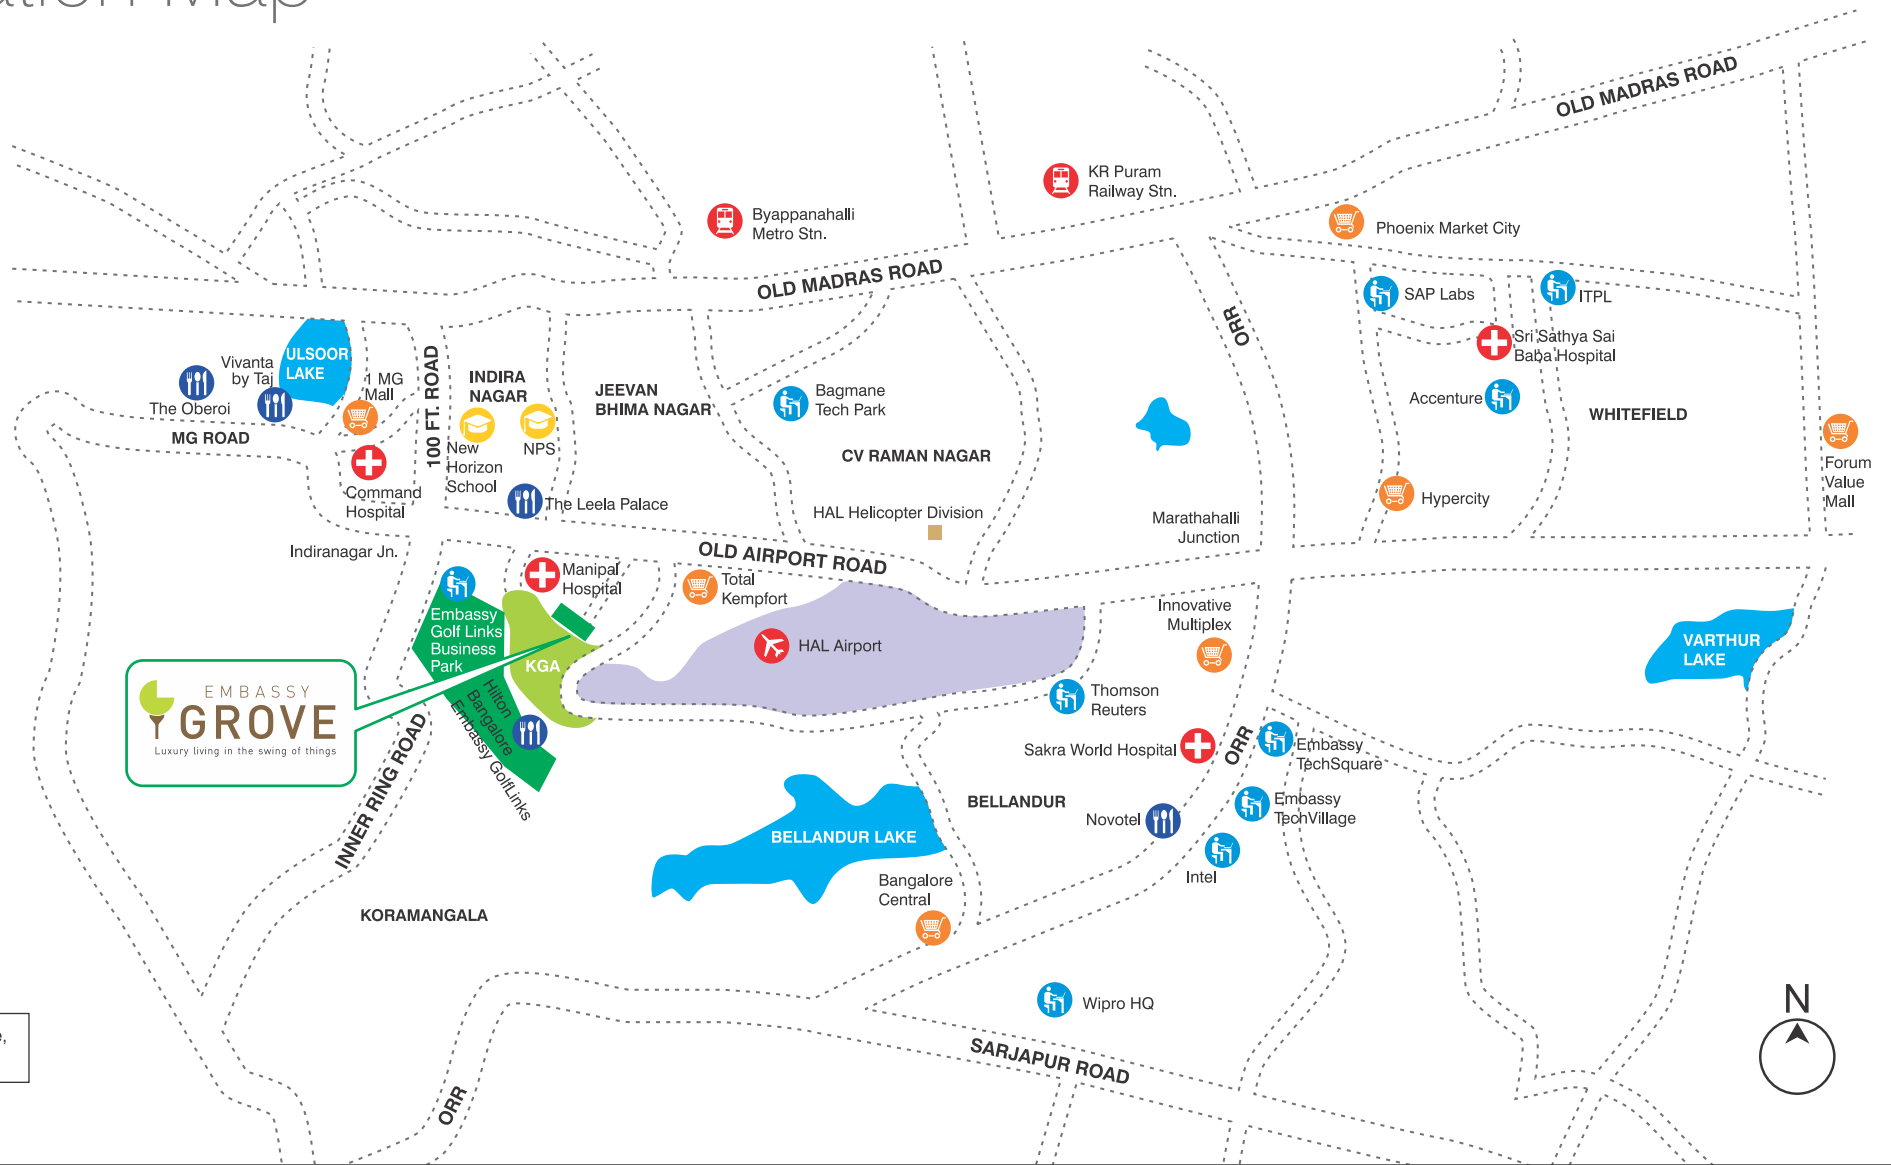 Map
OLD MADRAS ROAD
KR Puram
Railway Stn.
Byappanahalli
Metro Stn.
Phoenix Market City
OLD MADRAS ROAD
SAP Labs
ITPL
ORR
Sri Sathya Sai
Baba Hospital
ULSOOR
LAKE
Vivanta
by Taj
The Oberoi
1 MG
Mall
MG ROAD
100 FT. ROAD
INDIRA
NAGAR
JEEVAN
BHIMA NAGAR
Bagmane
Tech Park
Accenture
WHITEFIELD
New
Horizon
School
NPS
CV RAMAN NAGAR
Forum
Value
Mall
Command
Hospital
The Leela Palace
HAL Helicopter Division
Hypercity
Marathahalli
Junction
Indiranagar Jn.
OLD AIRPORT ROAD
Manipal
Hospital
Total
Kempfort
Innovative
Multiplex
Embassy
Golf Links
Business
Park
KGA
HAL Airport
VARTHUR
LAKE
EMBASSY
GROVE
Luxury living in the swing of things
Hilton
Bangalore
Embassy GolfLinks
Thomson
Reuters
INNER RING ROAD
Sakra World Hospital
ORR
Embassy
TechSquare
BELLANDUR
Embassy
TechVillage
Novotel
BELLANDUR LAKE
Intel
Bangalore
Central
KORAMANGALA
N
Wipro HQ
SARJAPUR ROAD
ORR